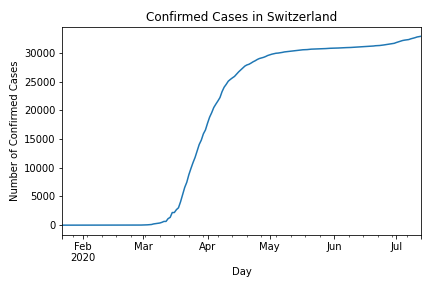 Confirmed Cases in Switzerland
Number of Confirmed Cases
30000
25000
20000
15000
10000
5000
0
Feb Mar Apr May Jun Jul
2020
Day